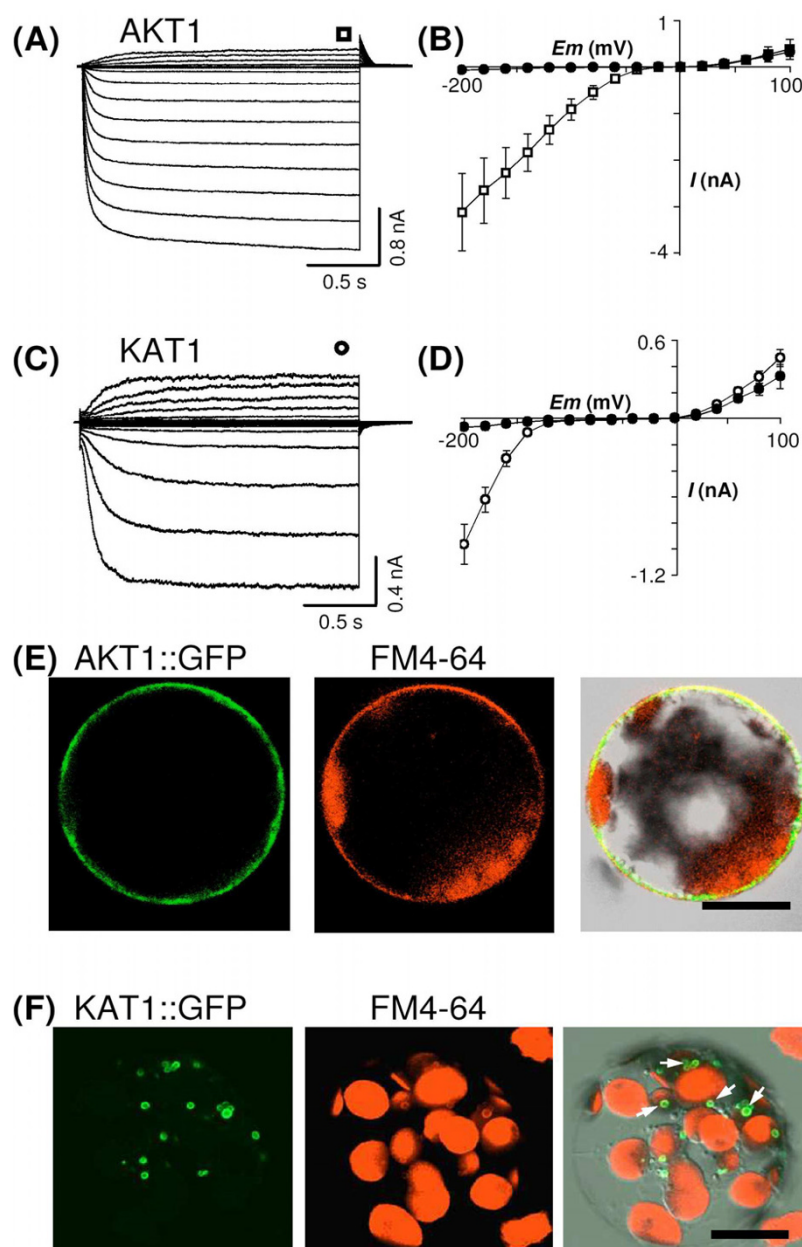 (A) AKT1
0.8 nA
0.5 s
(B)
1
Em (mV)
-200
100
I (nA)
-4
(C) KAT1
0.4 nA
0.5 s
(D)
0.6
Em (mV)
-200
100
I (nA)
-1.2
(E) AKT1::GFP FM4-64
(F) KAT1::GFP FM4-64